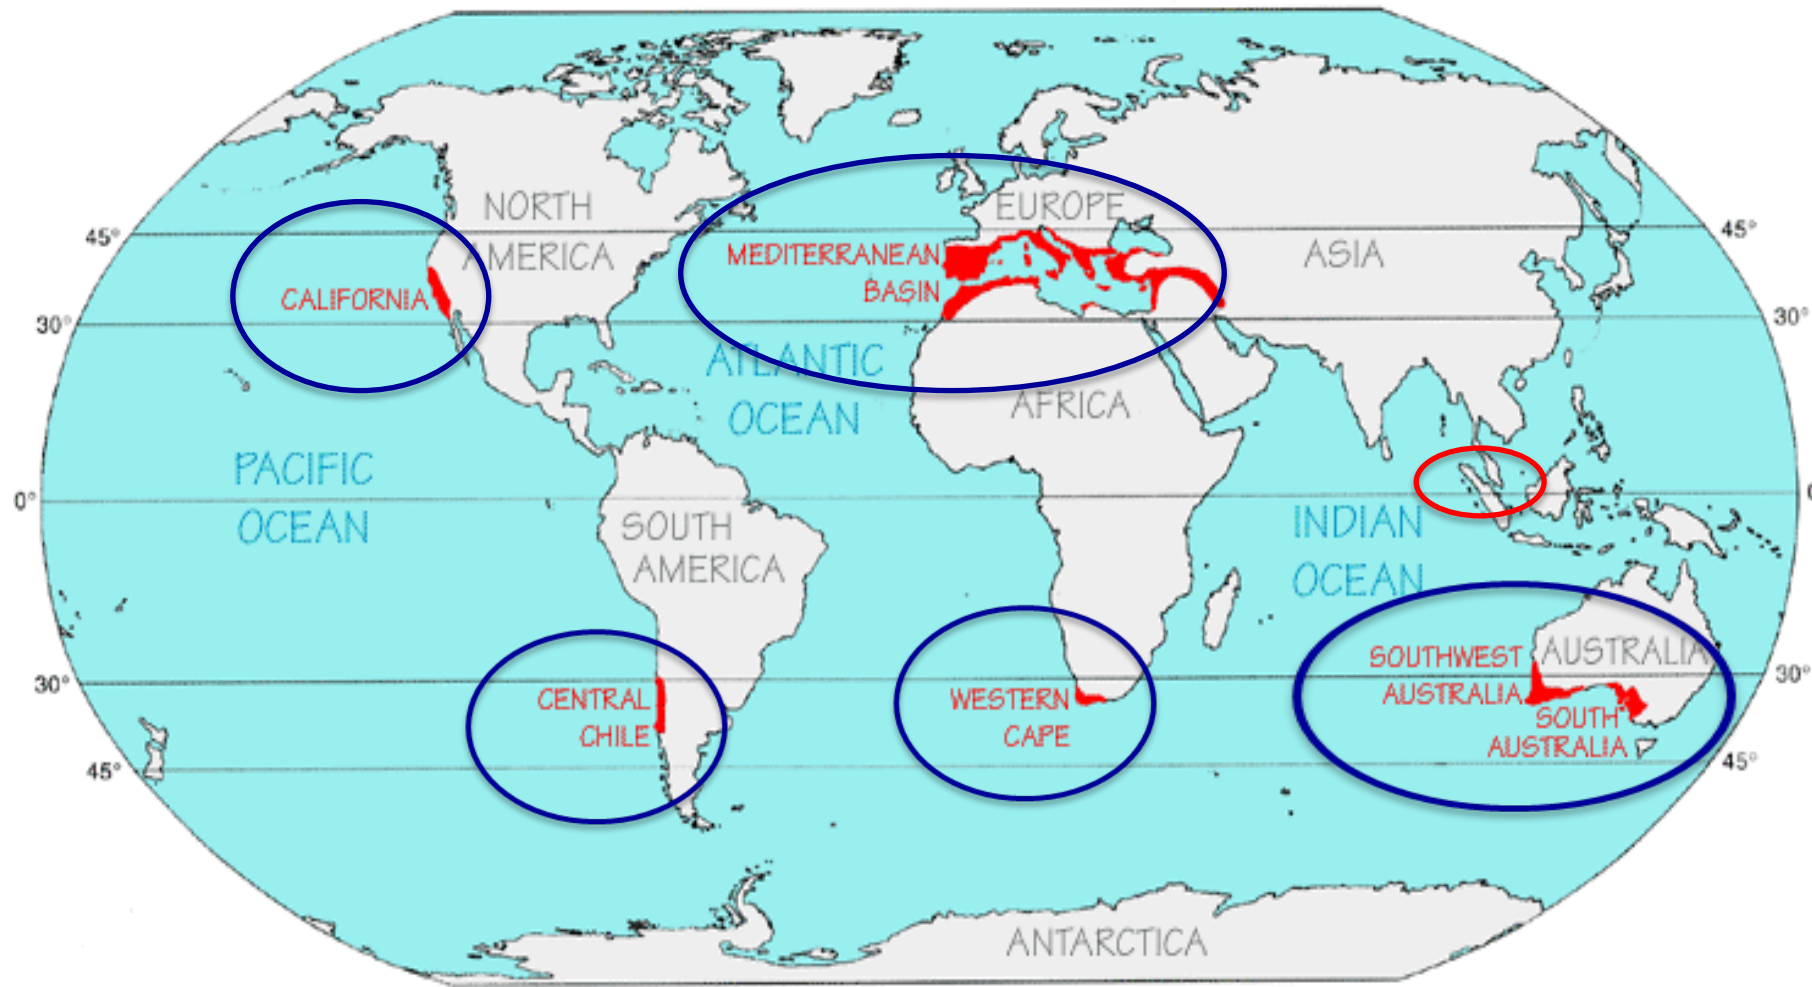 NORTH
AMERICA
EUROPE
ASIA
45°
45°
MEDITERRANEAN
BASIN
CALIFORNIA
30°
30°
ATLANTIC
OCEAN
AFRICA
PACIFIC
OCEAN
0°
0
SOUTH
AMERICA
INDIAN
OCEAN
SOUTHWEST
AUSTRALIA
AUSTRALIA
30°
30°
CENTRAL
CHILE
WESTERN
CAPE
SOUTH
AUSTRALIA
45°
45°
ANTARCTICA